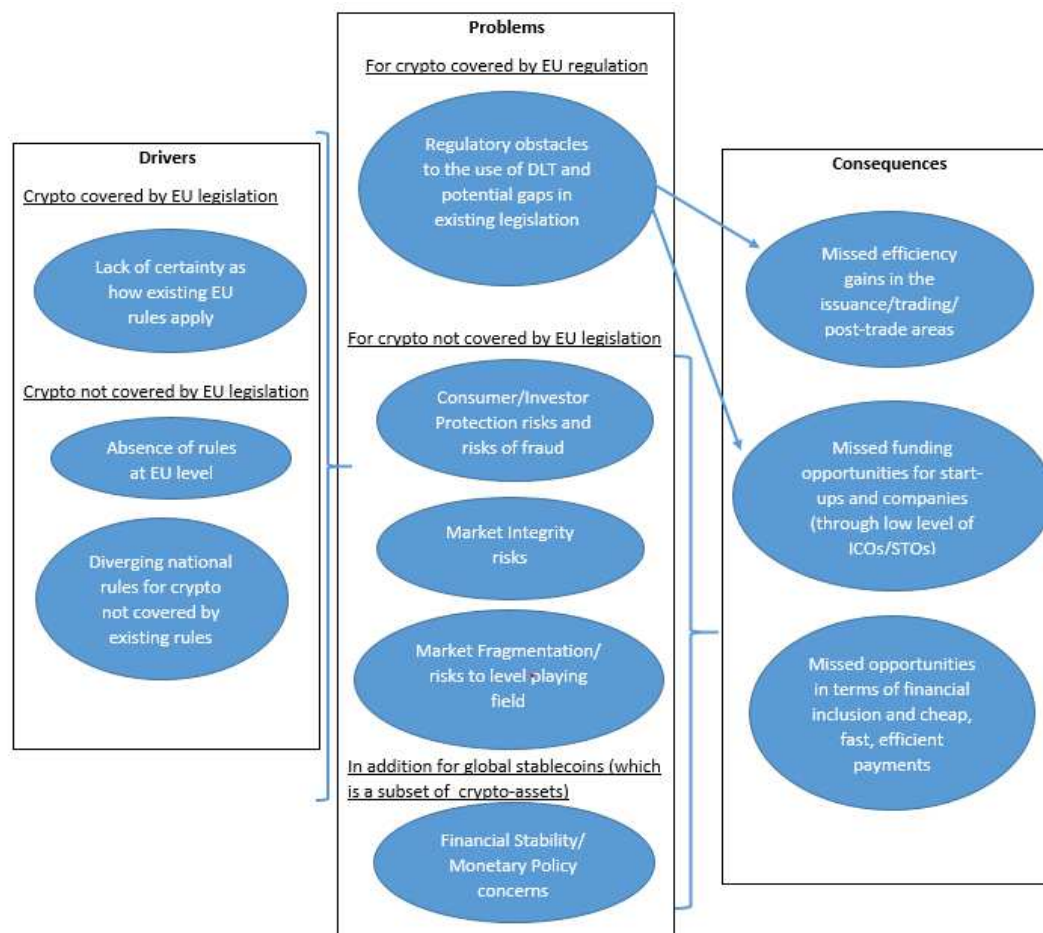 Drivers
Crypto covered by EU legislation
Lack of certainty as
how existing EU
rules apply
Crypto not covered by EU legislation
Absence of rules
at EU level
Diverging national
rules for crypto
not covered by
existing rules
Problems
For crypto covered by EU regulation
Regulatory obstacles
to the use of DLT and
potential gaps in
existing legislation
For crypto not covered by EU legislation
Consumer/Investor
Protection risks and
risks of fraud
Market Integrity
risks
Market Fragmentation/
risks to level playing
field
In addition for global stablecoins (which
is a subset of crypto-assets)
Financial Stability/
Monetary Policy
concerns
Consequences
Missed efficiency
gains in the
issuance/trading/
post-trade areas
Missed funding
opportunities for start-
ups and companies
(through low level of
ICOs/STOs)
Missed opportunities
in terms of financial
inclusion and cheap,
fast, efficient
payments